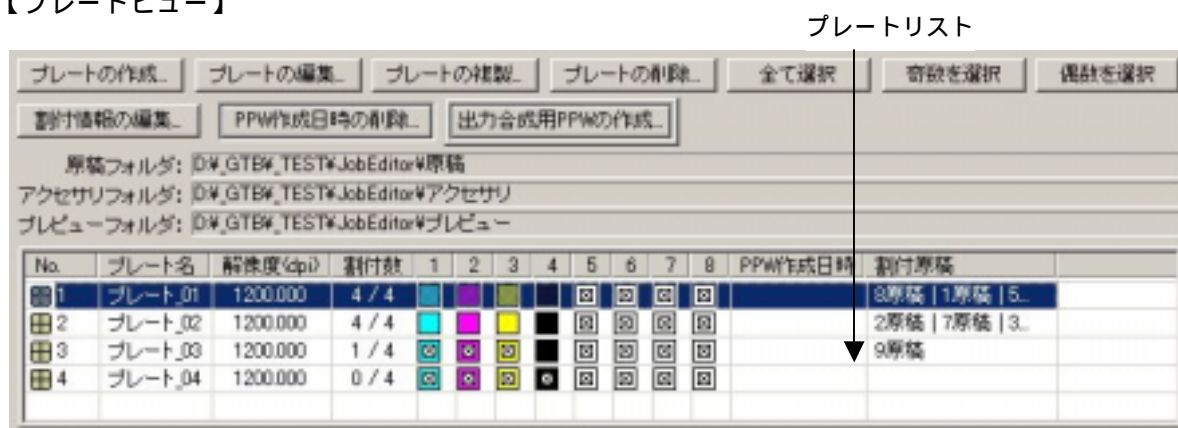 【プレートビュー】
プレートリスト
プレートの作成... プレートの編集... プレートの複製... プレートの削除... 全て選択 奇数を選択 偶数を選択
割付情報の編集... PPW作成日時の削除... 出力合成用PPWの作成...
原稿フォルダ: D:¥_GTB¥_TEST¥JobEditor¥原稿
アクセサリフォルダ: D:¥_GTB¥_TEST¥JobEditor¥アクセサリ
プレビューフォルダ: D:¥_GTB¥_TEST¥JobEditor¥プレビュー
No. プレート名 解像度(dpi) 割付数 1 2 3 4 5 6 7 8 PPW作成日時 割付原稿
1 プレート_01 1200.000 4 / 4 8原稿 | 1原稿 | 5...
2 プレート_02 1200.000 4 / 4 2原稿 | 7原稿 | 3...
3 プレート_03 1200.000 1 / 4 9原稿
4 プレート_04 1200.000 0 / 4